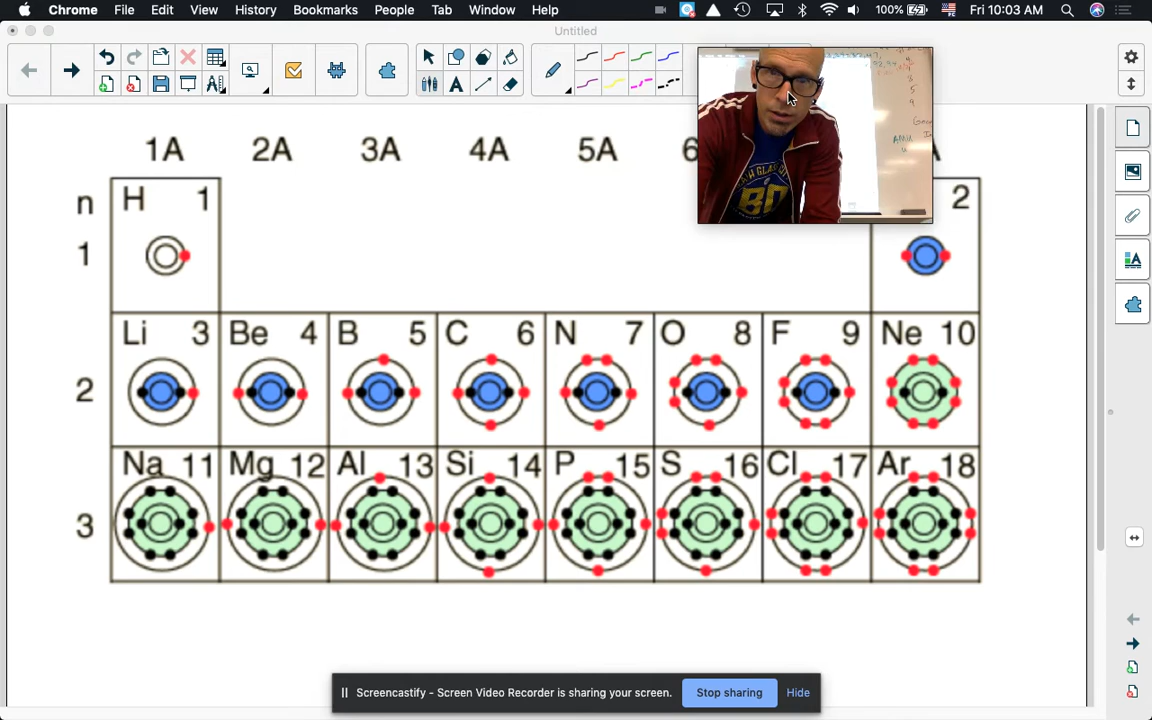 Chrome File Edit View History Bookmarks People Tab Window Help 100% Fri 10:03 AM
Untitled
1A 2A 3A 4A 5A 6 A
n H 1 2
1
Li 3 Be 4 B 5 C 6 N 7 O 8 F 9 Ne 10
2
Na 11 Mg 12 Al 13 Si 14 P 15 S 16 Cl 17 Ar 18
3
Screencastify - Screen Video Recorder is sharing your screen. Stop sharing Hide